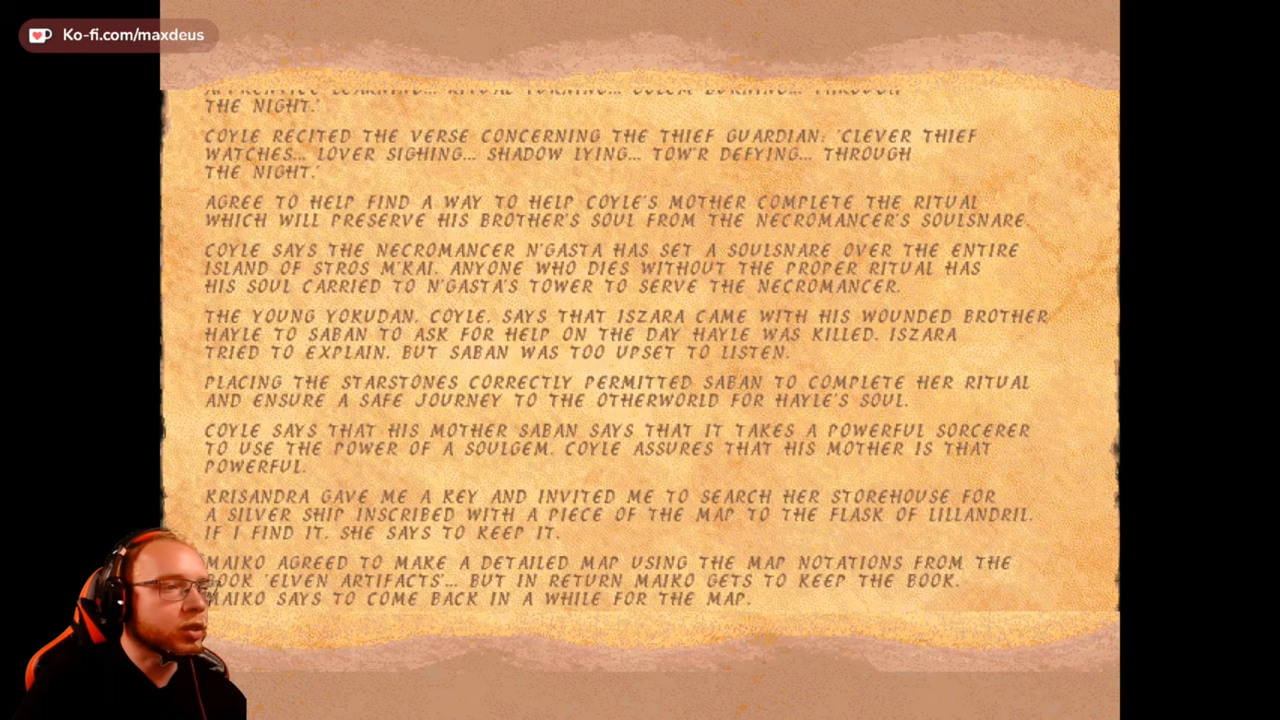 Ko-fi.com/maxdeus
THE NIGHT.'
COYLE RECITED THE VERSE CONCERNING THE THIEF GUARDIAN: 'CLEVER THIEF
WATCHES... LOVER SIGHING... SHADOW LYING... TOW'R DEFYING... THROUGH
THE NIGHT.'
AGREE TO HELP FIND A WAY TO HELP COYLE'S MOTHER COMPLETE THE RITUAL
WHICH WILL PRESERVE HIS BROTHER'S SOUL FROM THE NECROMANCER'S SOULSNARE.
COYLE SAYS THE NECROMANCER N'GASTA HAS SET A SOULSNARE OVER THE ENTIRE
ISLAND OF STROS M'KAI. ANYONE WHO DIES WITHOUT THE PROPER RITUAL HAS
HIS SOUL CARRIED TO N'GASTA'S TOWER TO SERVE THE NECROMANCER.
THE YOUNG YOKUDAN, COYLE, SAYS THAT ISZARA CAME WITH HIS WOUNDED BROTHER
HAYLE TO SABAN TO ASK FOR HELP ON THE DAY HAYLE WAS KILLED. ISZARA
TRIED TO EXPLAIN, BUT SABAN WAS TOO UPSET TO LISTEN.
PLACING THE STARSTONES CORRECTLY PERMITTED SABAN TO COMPLETE HER RITUAL
AND ENSURE A SAFE JOURNEY TO THE OTHERWORLD FOR HAYLE'S SOUL.
COYLE SAYS THAT HIS MOTHER SABAN SAYS THAT IT TAKES A POWERFUL SORCERER
TO USE THE POWER OF A SOULGEM. COYLE ASSURES THAT HIS MOTHER IS THAT
POWERFUL.
KRISANDRA GAVE ME A KEY AND INVITED ME TO SEARCH HER STOREHOUSE FOR
A SILVER SHIP INSCRIBED WITH A PIECE OF THE MAP TO THE FLASK OF LILLANDRIL.
IF I FIND IT, SHE SAYS TO KEEP IT.
MAIKO AGREED TO MAKE A DETAILED MAP USING THE MAP NOTATIONS FROM THE
BOOK 'ELVEN ARTIFACTS'... BUT IN RETURN MAIKO GETS TO KEEP THE BOOK.
MAIKO SAYS TO COME BACK IN A WHILE FOR THE MAP.